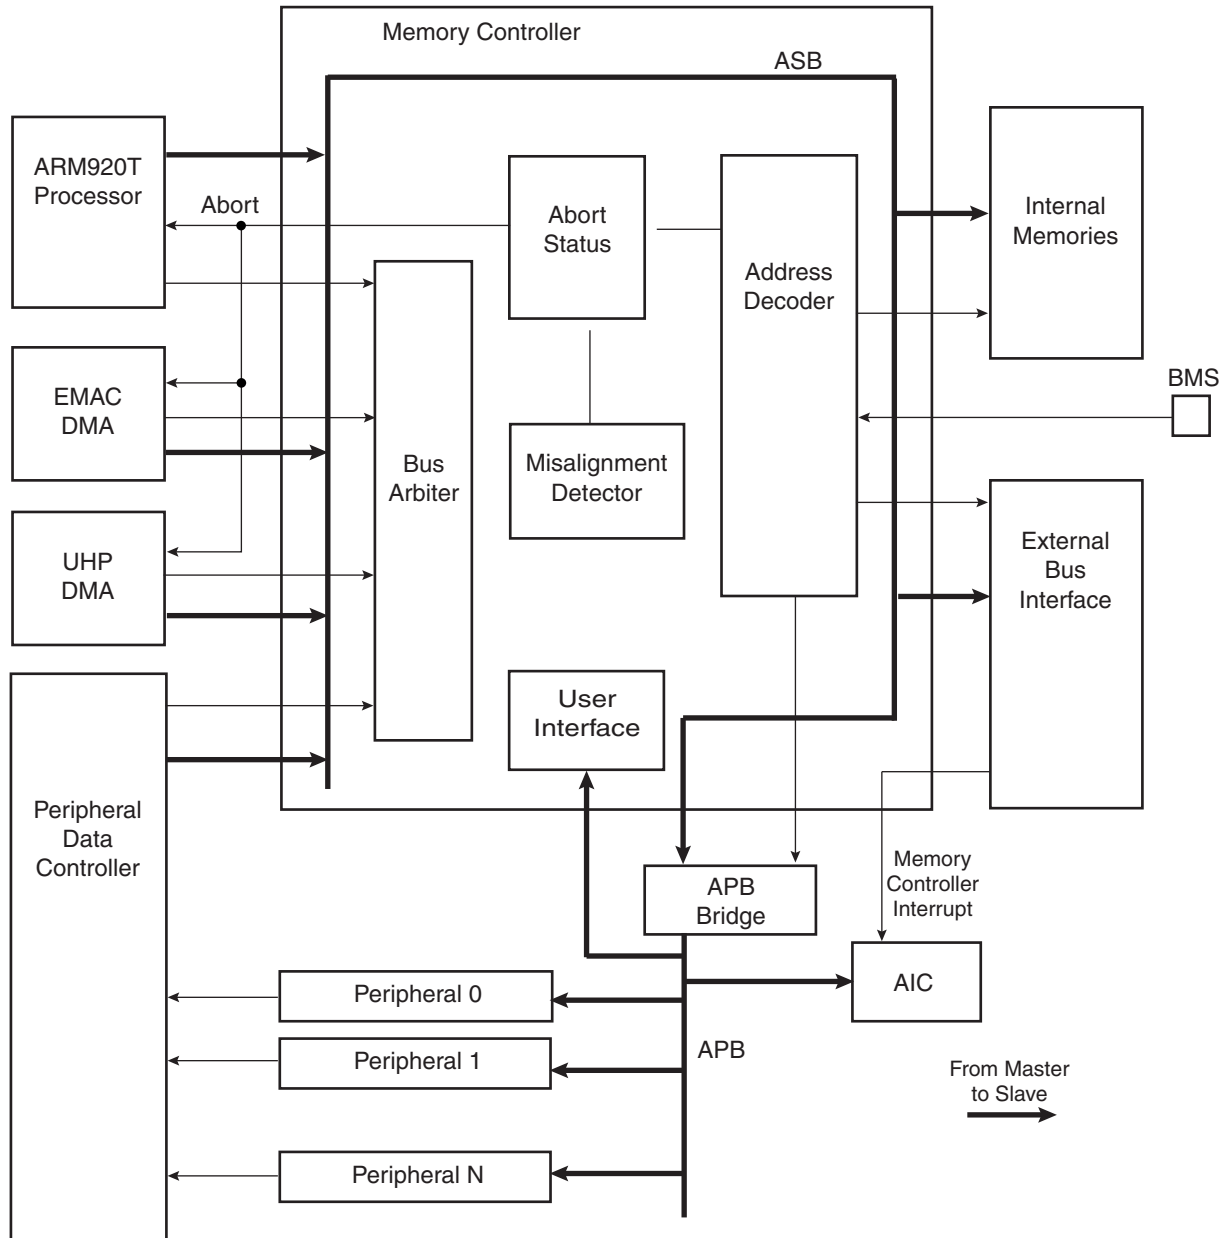 Memory Controller
ASB
ARM920T
Processor
Abort
Abort
Status
Address
Decoder
Internal
Memories
BMS
EMAC
DMA
Bus
Arbiter
Misalignment
Detector
External
Bus
Interface
UHP
DMA
User
Interface
Peripheral
Data
Controller
APB
Bridge
Memory
Controller
Interrupt
AIC
Peripheral 0
Peripheral 1
APB
From Master
to Slave
Peripheral N